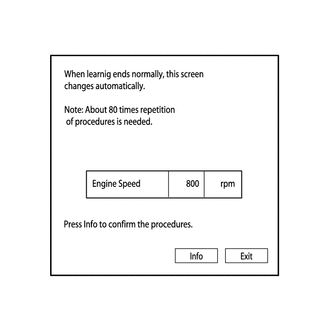 When learnig ends normally, this screen
changes automatically.
Note: About 80 times repetition
of procedures is needed.
Engine Speed 800 rpm
Press Info to confirm the procedures.
Info Exit